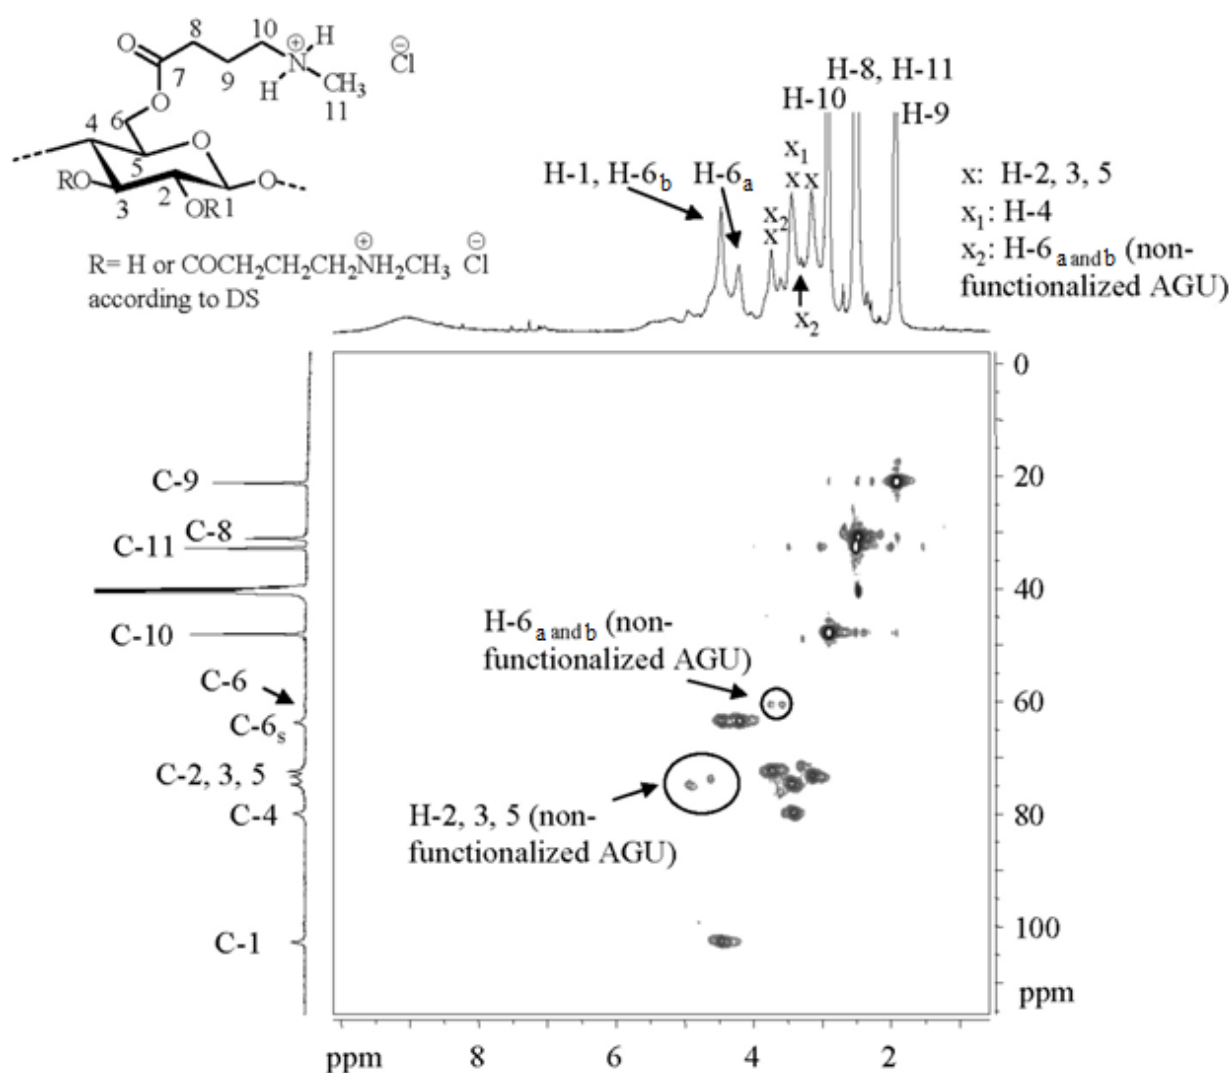 8
10
O
⊕ H
⊖
7
9
N
Cl
H
CH₃
O
11
6
4
O
5
RO
2
O
3
OR
1
R= H or COCH₂CH₂CH₂⊕NH₂CH₃ ⊖Cl
according to DS
H-8, H-11
H-10
H-9
x₁
H-1, H-6b
H-6a
x x
x₂
x
x₂
x: H-2, 3, 5
x₁: H-4
x₂: H-6a and b (non-
functionalized AGU)
0
C-9
20
C-8
C-11
40
C-10
H-6a and b (non-
functionalized AGU)
C-6
60
C-6s
C-2, 3, 5
H-2, 3, 5 (non-
functionalized AGU)
C-4
80
C-1
100
ppm
ppm 8 6 4 2